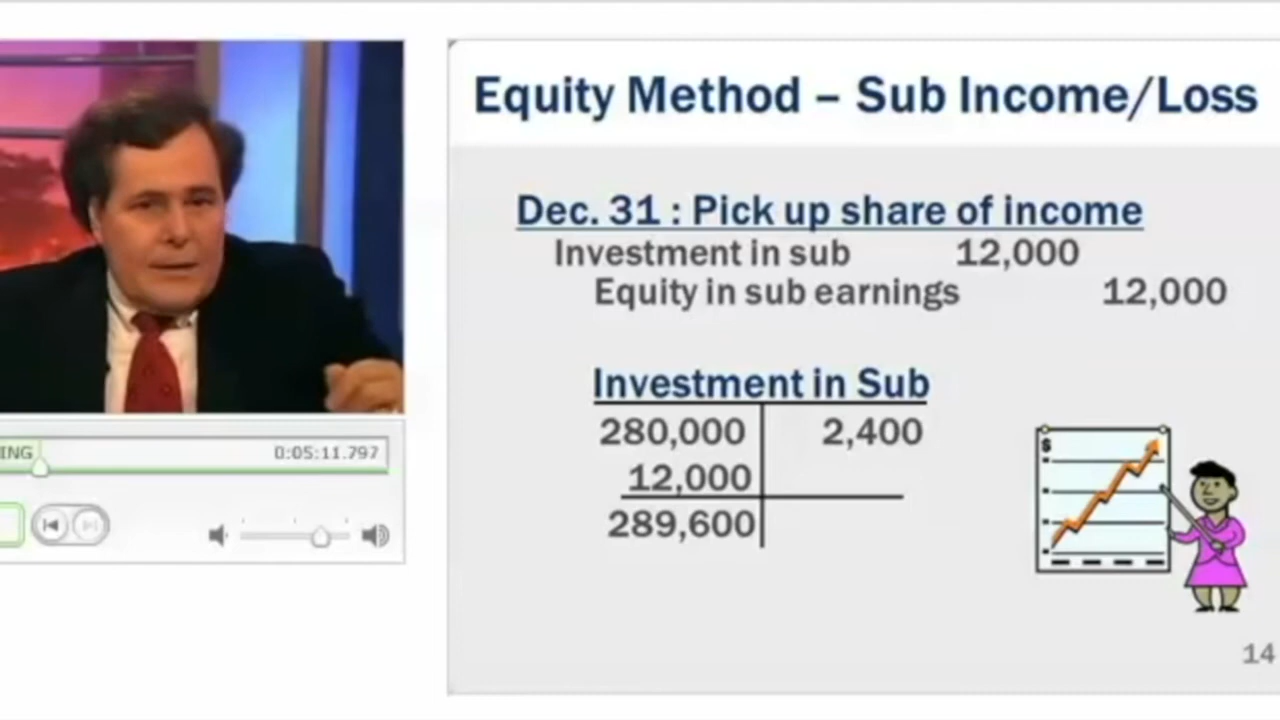 Equity Method – Sub Income/Loss
Dec. 31 : Pick up share of income
Investment in sub 12,000
Equity in sub earnings 12,000
Investment in Sub
280,000 2,400
12,000
289,600
$
14
ING 0:05:11.797